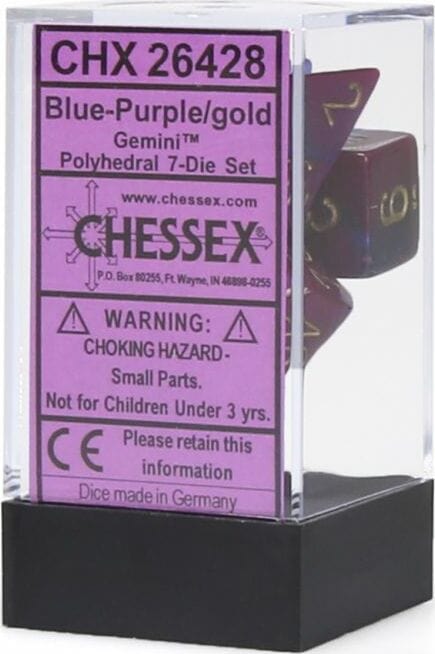 CHX 26428
Blue-Purple/gold
Gemini™
Polyhedral 7-Die Set
www.chessex.com
CHESSEX®
P.O. Box 80255, Ft. Wayne, IN 46898-0255
WARNING:
CHOKING HAZARD-
Small Parts.
Not for Children Under 3 yrs.
CE Please retain this
information
Dice made in Germany
2
6